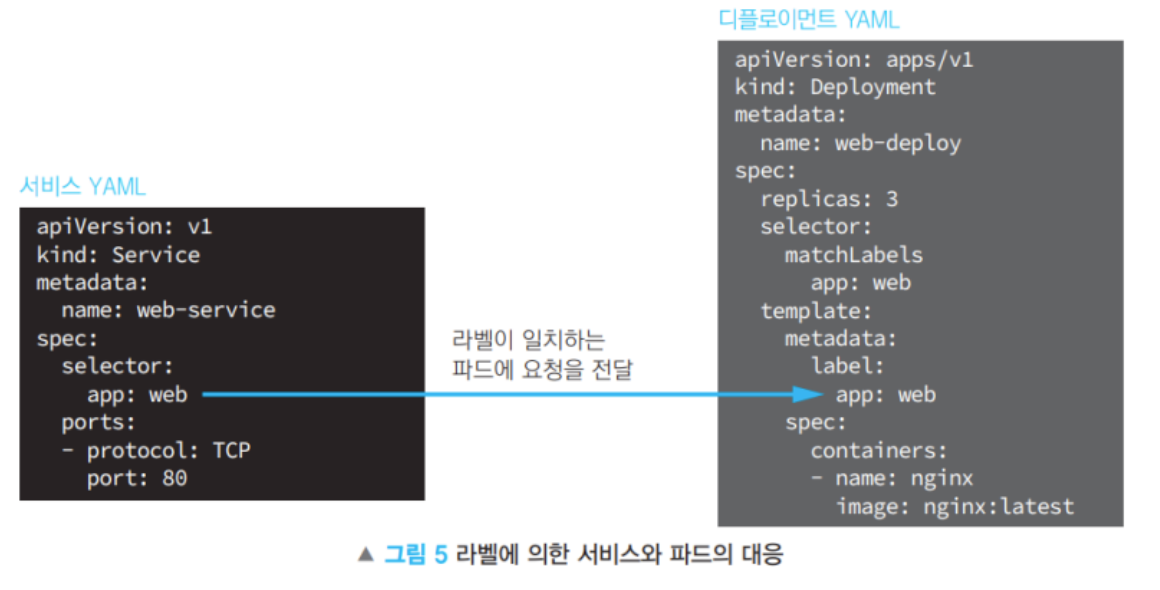 서비스 YAML
apiVersion: v1
kind: Service
metadata:
  name: web-service
spec:
  selector:
    app: web
  ports:
  - protocol: TCP
    port: 80
라벨이 일치하는
파드에 요청을 전달
디플로이먼트 YAML
apiVersion: apps/v1
kind: Deployment
metadata:
  name: web-deploy
spec:
  replicas: 3
  selector:
    matchLabels
      app: web
  template:
    metadata:
      label:
        app: web
    spec:
      containers:
      - name: nginx
        image: nginx:latest
▲ 그림 5 라벨에 의한 서비스와 파드의 대응